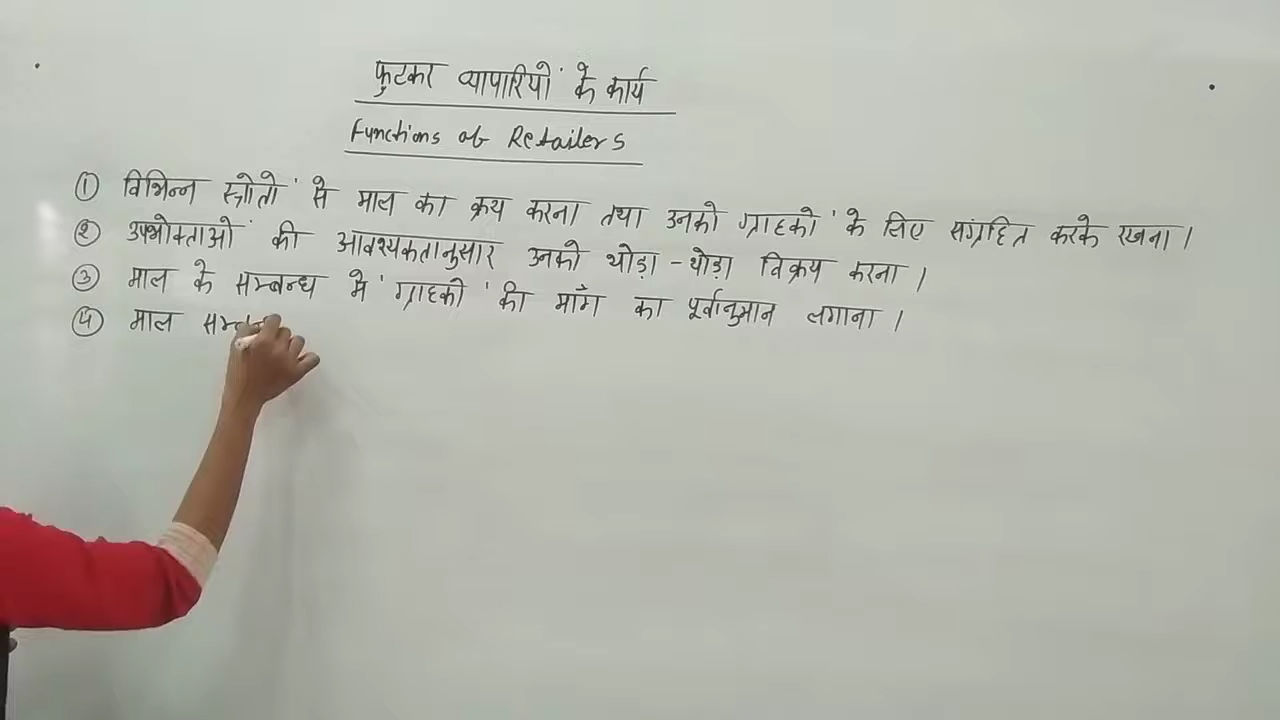 फुटकर व्यापारियों के कार्य
Functions of Retailers
① विभिन्न स्त्रोतों से माल का क्रय करना तथा उनको ग्राहकों के लिए संग्रहित करके रखना।
② उपभोक्ताओं की आवश्यकतानुसार उनको थोड़ा-थोड़ा विक्रय करना।
③ माल के सम्बन्ध में ग्राहकों की माँग का पूर्वानुमान लगाना।
④ माल